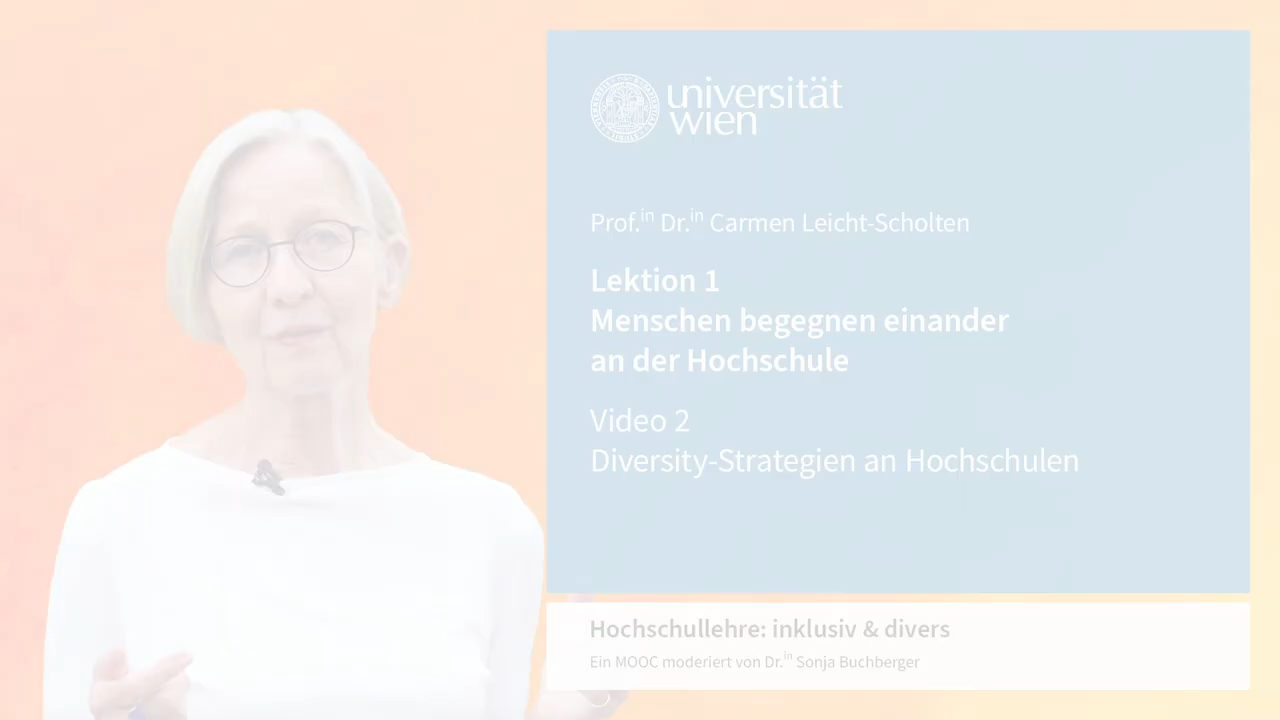 universität
wien
Prof.in Dr.in Carmen Leicht-Scholten
Lektion 1
Menschen begegnen einander
an der Hochschule
Video 2
Diversity-Strategien an Hochschulen
Hochschullehre: inklusiv & divers
Ein MOOC moderiert von Dr.in Sonja Buchberger